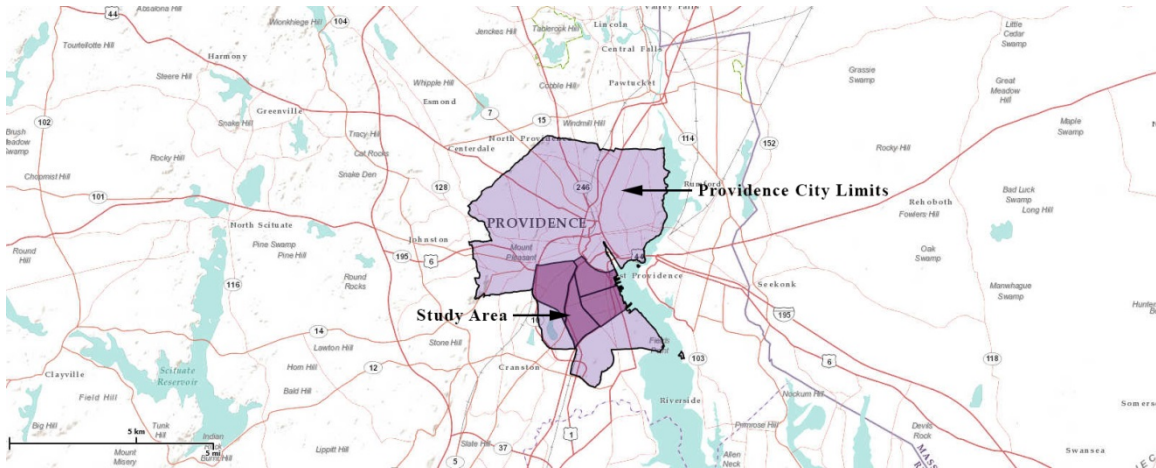 Absalona Hill
Wionkhiege Hill
104
44
Jenckes Hill
Tablerock Hill
Lincoln
Valley Falls
Central Falls
Little
Cedar
Swamp
Tourtellotte Hill
Harmony
Steere Hill
Whipple Hill
Cobble Hill
Pawtucket
Grassie
Swamp
Great
Meadow
Hill
Esmond
7
Greenville
102
15
Windmill Hill
Snake Hill
Tracy Hill
Maple
Swamp
Brush
Meadow
Swamp
North Providence
114
152
Centerdale
Cat Rocks
Rocky Hill
Snake Den
Rocky Hill
Chopmist Hill
128
246
Rumford
Providence City Limits
Bad Luck
Swamp
101
Rehoboth
Long Hill
Fowlers Hill
PROVIDENCE
North Scituate
Johnston
Mount
Pleasant
Round
Hill
Pine Swamp
Pine Hill
195
6
44
Oak
Swamp
Round
Rocks
st Providence
116
Seekonk
Manwhague
Swamp
Study Area
195
14
Stone Hill
Lawton Hill
6
118
103
12
Cranston
Clayville
Scituate
Reservoir
Horn Hill
Bald Hill
Field Hill
Riverside
Nockum Hill
Big Hill
Tunk
Hill
5 km
1
Primrose Hill
Devils
Rock
5 mi
37
Slate Hill
Mount
Misery
Lippitt Hill
5
Allen
Neck
Swansea